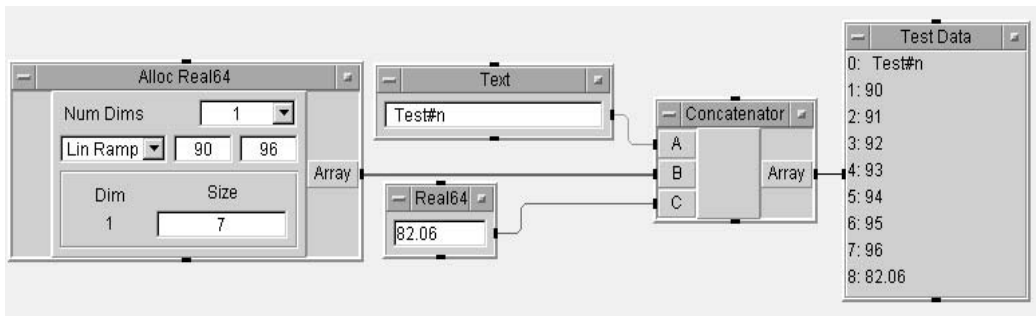 Alloc Real64
Num Dims 1
Lin Ramp 90 96
Dim Size
1 7
Array
Text
Test#n
Real64
82.06
Concatenator
A
B
C
Array
Test Data
0: Test#n
1: 90
2: 91
3: 92
4: 93
5: 94
6: 95
7: 96
8: 82.06